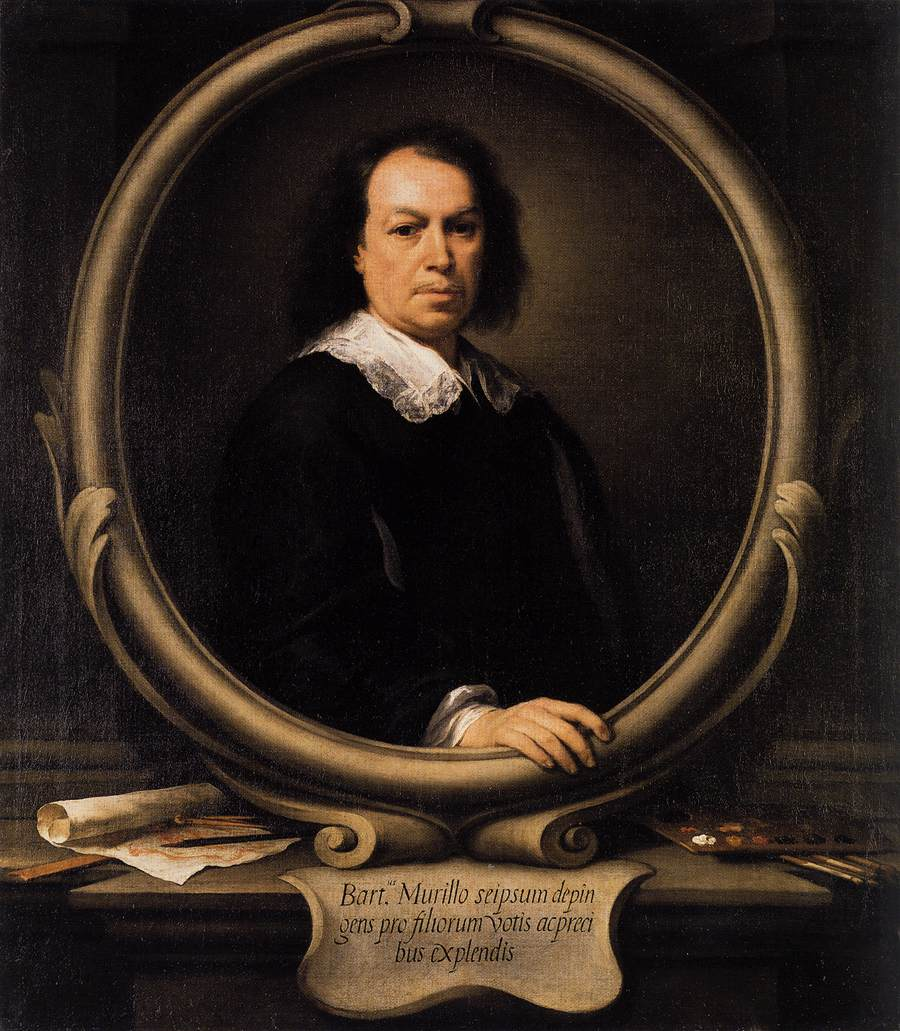 Bart.us Murillo seipsum depin
gens pro filiorum votis acpreci
bus explendis